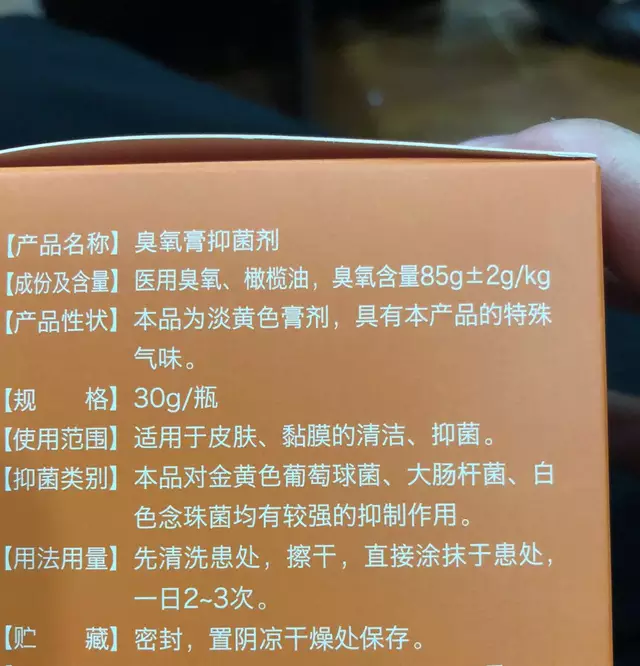 【产品名称】臭氧膏抑菌剂
【成份及含量】医用臭氧、橄榄油，臭氧含量85g±2g/kg
【产品性状】本品为淡黄色膏剂，具有本产品的特殊
气味。
【规 格】30g/瓶
【使用范围】适用于皮肤、黏膜的清洁、抑菌。
【抑菌类别】本品对金黄色葡萄球菌、大肠杆菌、白
色念珠菌均有较强的抑制作用。
【用法用量】先清洗患处，擦干，直接涂抹于患处，
一日2~3次。
【贮 藏】密封，置阴凉干燥处保存。